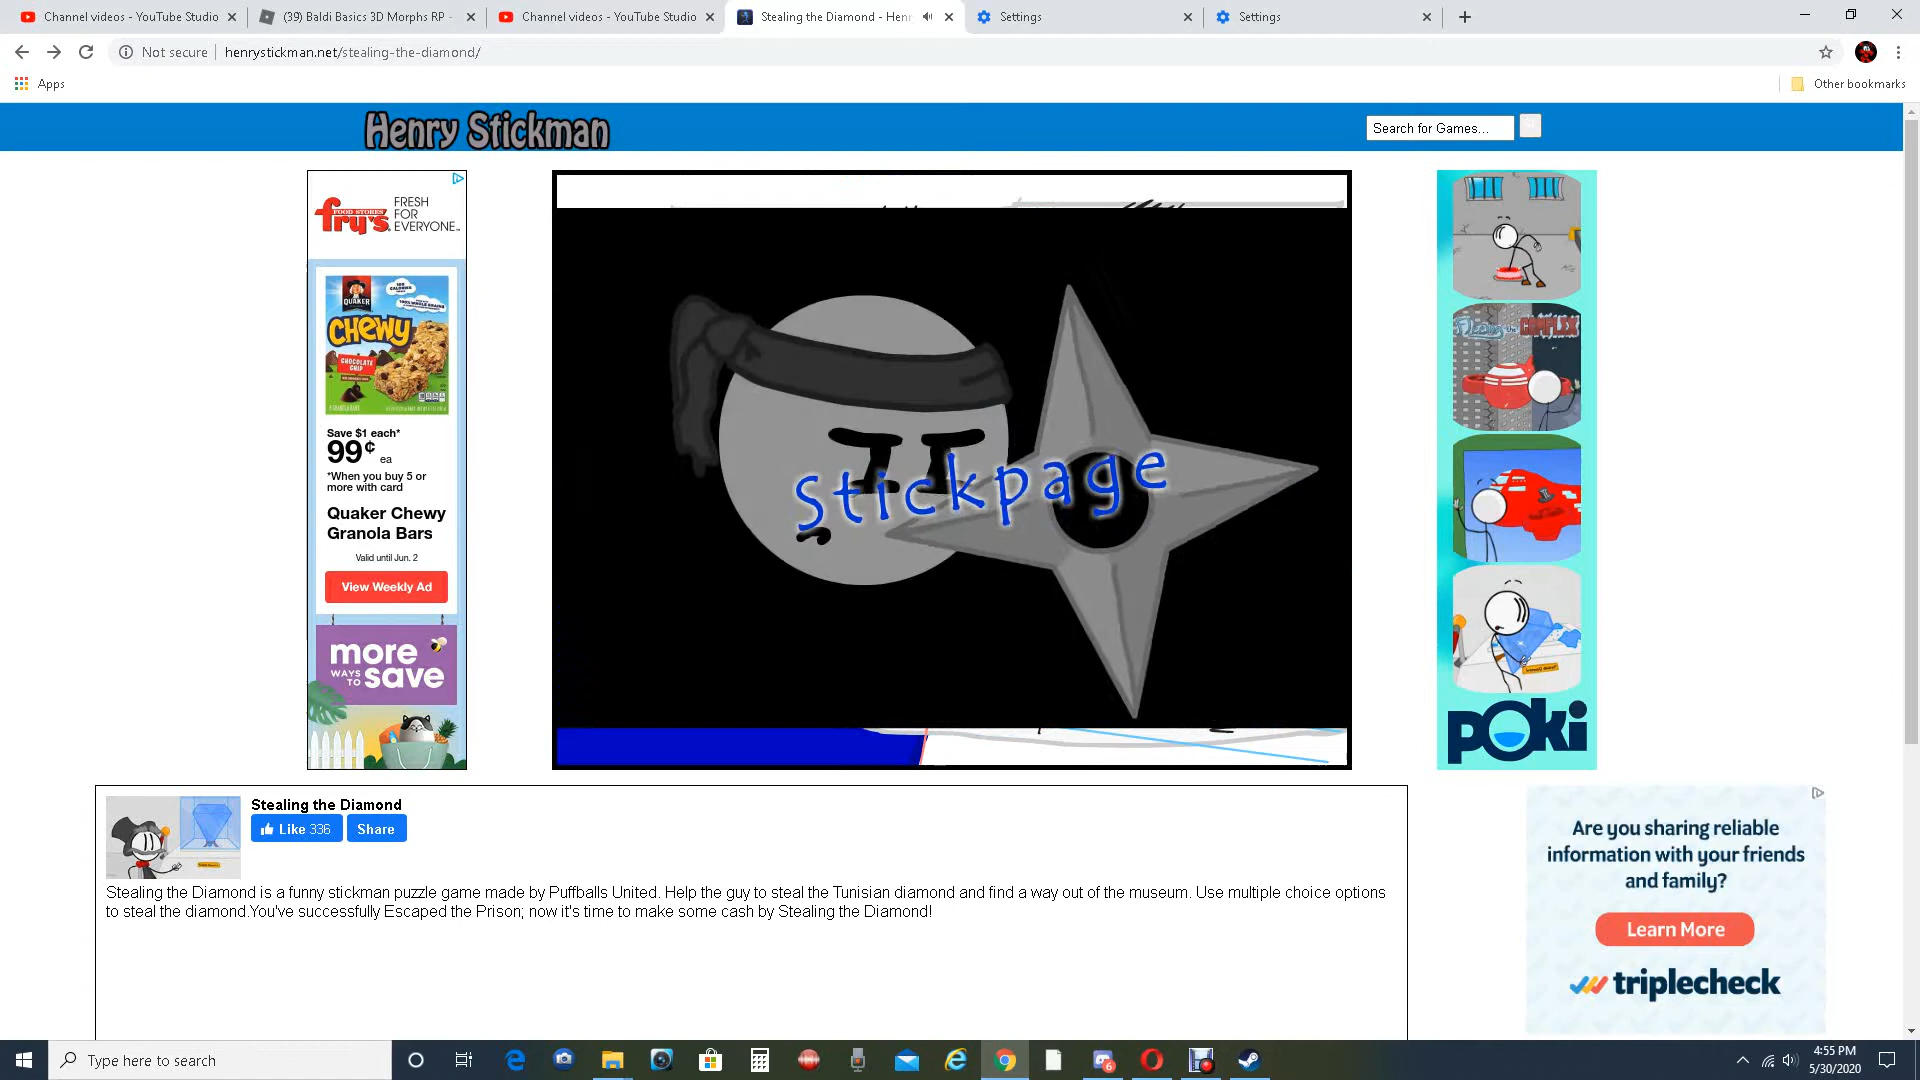 Channel videos - YouTube Studio
(39) Baldi Basics 3D Morphs RP -
Channel videos - YouTube Studio
Stealing the Diamond - Henr
Settings
Settings
Not secure
henrystickman.net/stealing-the-diamond/
Apps
Other bookmarks
Henry Stickman
Search for Games...
FOOD STORES
fry's
FRESH
FOR
EVERYONE
QUAKER
CHEWY
CHOCOLATE
CHIP
Save $1 each*
99¢ ea
*When you buy 5 or
more with card
Quaker Chewy
Granola Bars
Valid until Jun. 2
View Weekly Ad
more
WAYS TO
save
Stickpage
Fleeing the COMPLEX
POKi
Stealing the Diamond
Like 336
Share
Stealing the Diamond is a funny stickman puzzle game made by Puffballs United. Help the guy to steal the Tunisian diamond and find a way out of the museum. Use multiple choice options
to steal the diamond.You've successfully Escaped the Prison; now it's time to make some cash by Stealing the Diamond!
Are you sharing reliable
information with your friends
and family?
Learn More
triplecheck
Type here to search
6
4:55 PM
5/30/2020